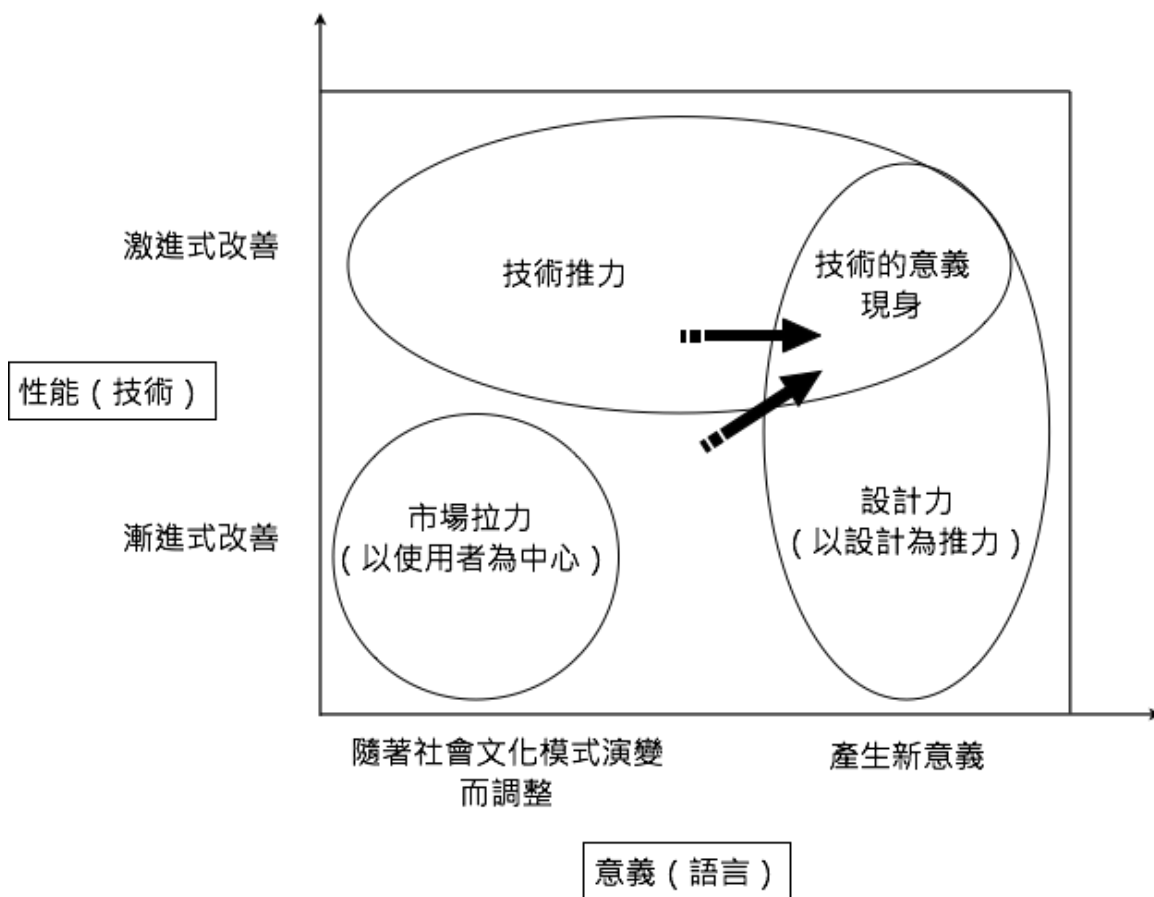 激進式改善
技術推力
技術的意義
現身
性能(技術)
市場拉力
(以使用者為中心)
設計力
(以設計為推力)
漸進式改善
隨著社會文化模式演變
而調整
產生新意義
意義(語言)